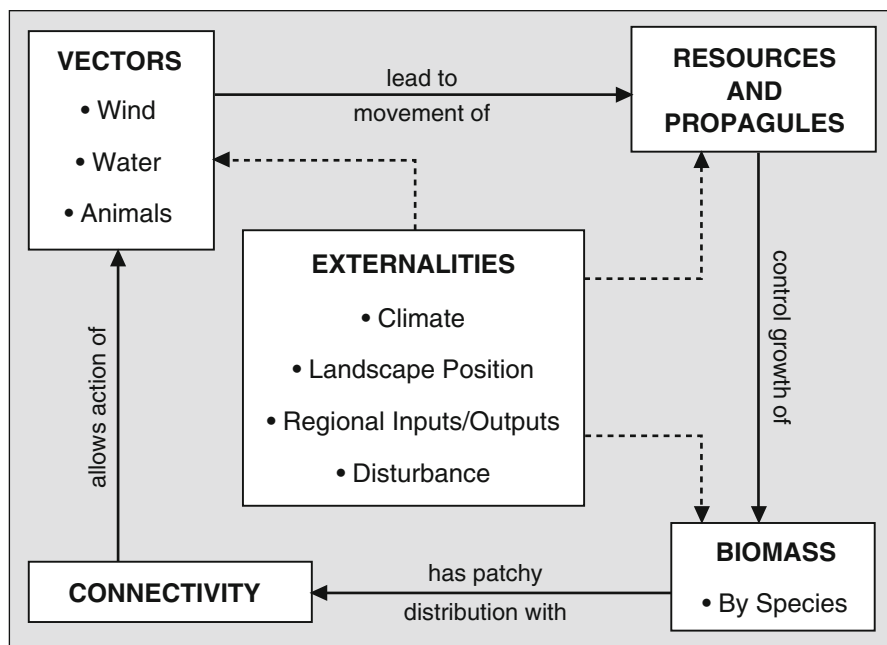 VECTORS
• Wind
• Water
• Animals
lead to
movement of
RESOURCES
AND
PROPAGULES
EXTERNALITIES
• Climate
• Landscape Position
• Regional Inputs/Outputs
• Disturbance
control growth of
allows action of
BIOMASS
• By Species
has patchy
distribution with
CONNECTIVITY